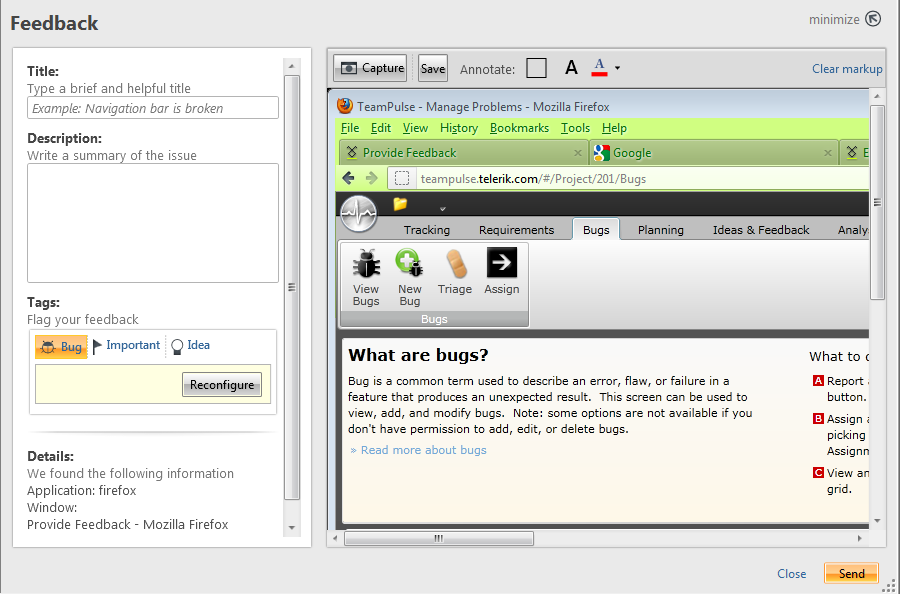 Feedback
minimize
Title:
Type a brief and helpful title
Example: Navigation bar is broken
Description:
Write a summary of the issue
Tags:
Flag your feedback
Bug Important Idea
Reconfigure
Details:
We found the following information
Application: firefox
Window:
Provide Feedback - Mozilla Firefox
Capture Save Annotate: A A Clear markup
TeamPulse - Manage Problems - Mozilla Firefox
File Edit View History Bookmarks Tools Help
Provide Feedback Google
teampulse.telerik.com/#/Project/201/Bugs
Tracking Requirements Bugs Planning Ideas & Feedback Analy
View Bugs
New Bug
Triage
Assign
Bugs
What are bugs?
Bug is a common term used to describe an error, flaw, or failure in a
feature that produces an unexpected result. This screen can be used to
view, add, and modify bugs. Note: some options are not available if you
don't have permission to add, edit, or delete bugs.
» Read more about bugs
What to
A Report
button.
B Assign a
picking
Assignm
C View an
grid.
Close Send